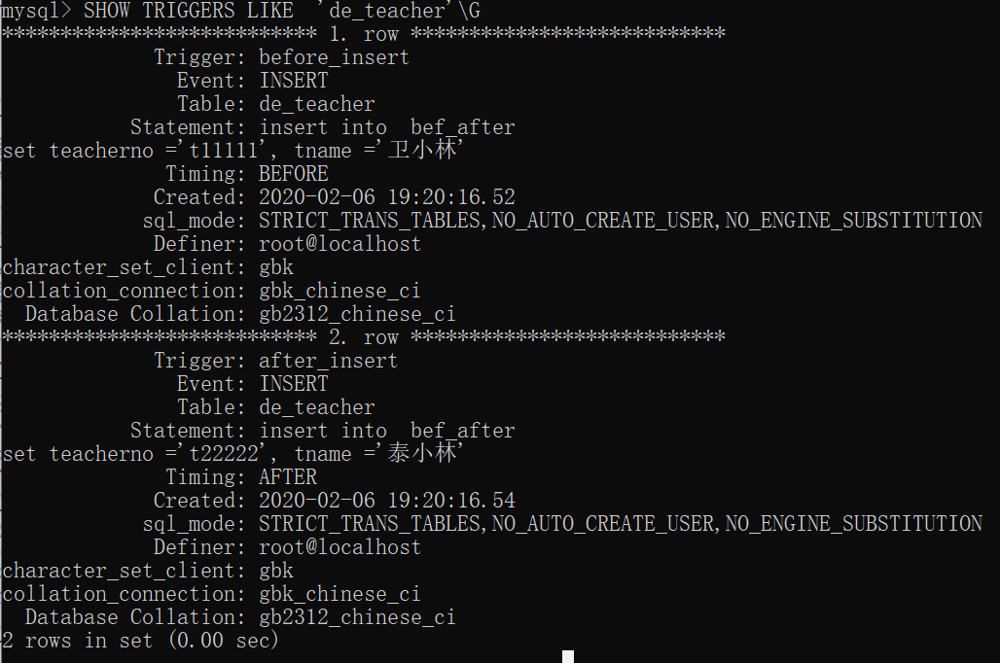 mysql> SHOW TRIGGERS LIKE  'de_teacher'\G
*************************** 1. row ***************************
             Trigger: before_insert
               Event: INSERT
               Table: de_teacher
           Statement: insert into  bef_after
set teacherno ='t11111', tname ='卫小林'
              Timing: BEFORE
             Created: 2020-02-06 19:20:16.52
            sql_mode: STRICT_TRANS_TABLES,NO_AUTO_CREATE_USER,NO_ENGINE_SUBSTITUTION
             Definer: root@localhost
character_set_client: gbk
collation_connection: gbk_chinese_ci
  Database Collation: gb2312_chinese_ci
*************************** 2. row ***************************
             Trigger: after_insert
               Event: INSERT
               Table: de_teacher
           Statement: insert into  bef_after
set teacherno ='t22222', tname ='泰小林'
              Timing: AFTER
             Created: 2020-02-06 19:20:16.54
            sql_mode: STRICT_TRANS_TABLES,NO_AUTO_CREATE_USER,NO_ENGINE_SUBSTITUTION
             Definer: root@localhost
character_set_client: gbk
collation_connection: gbk_chinese_ci
  Database Collation: gb2312_chinese_ci
2 rows in set (0.00 sec)